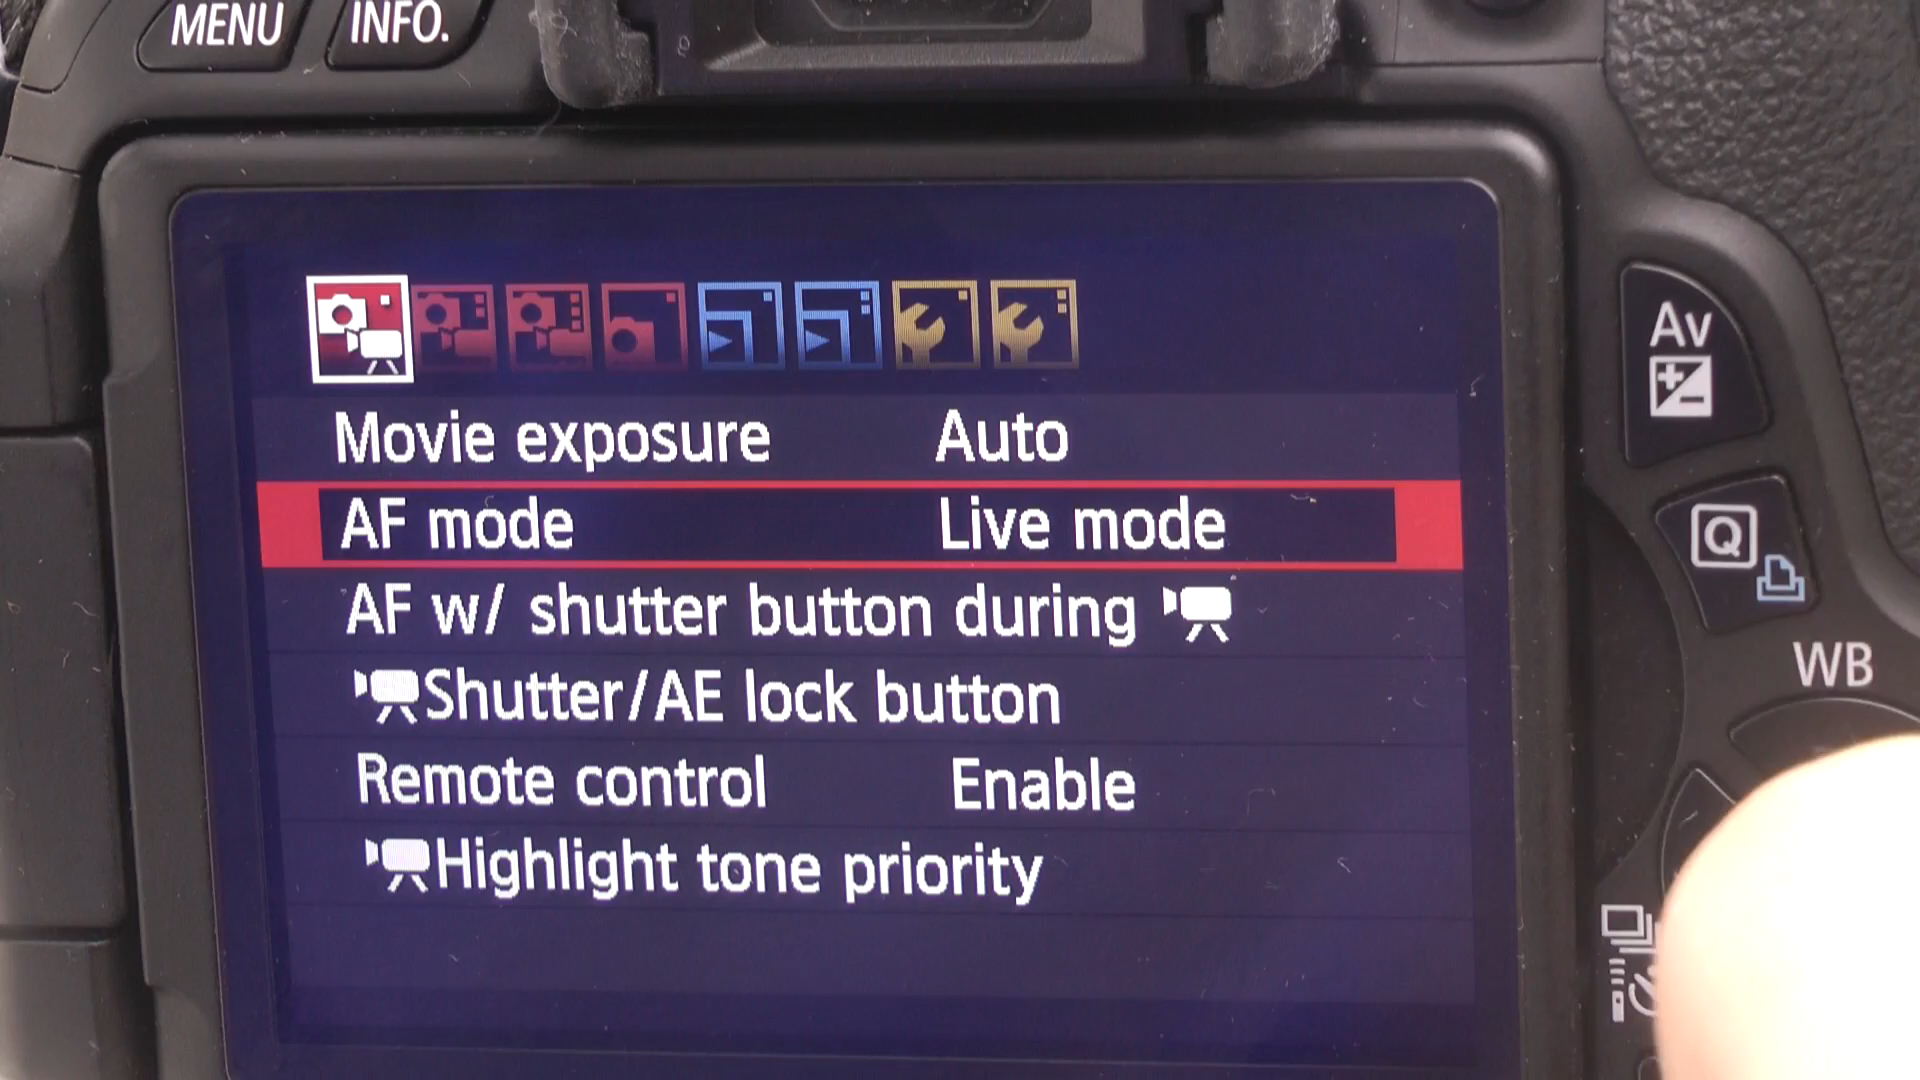 MENU INFO.
Movie exposure Auto
AF mode Live mode
AF w/ shutter button during
Shutter/AE lock button
Remote control Enable
Highlight tone priority
Av
Q
WB